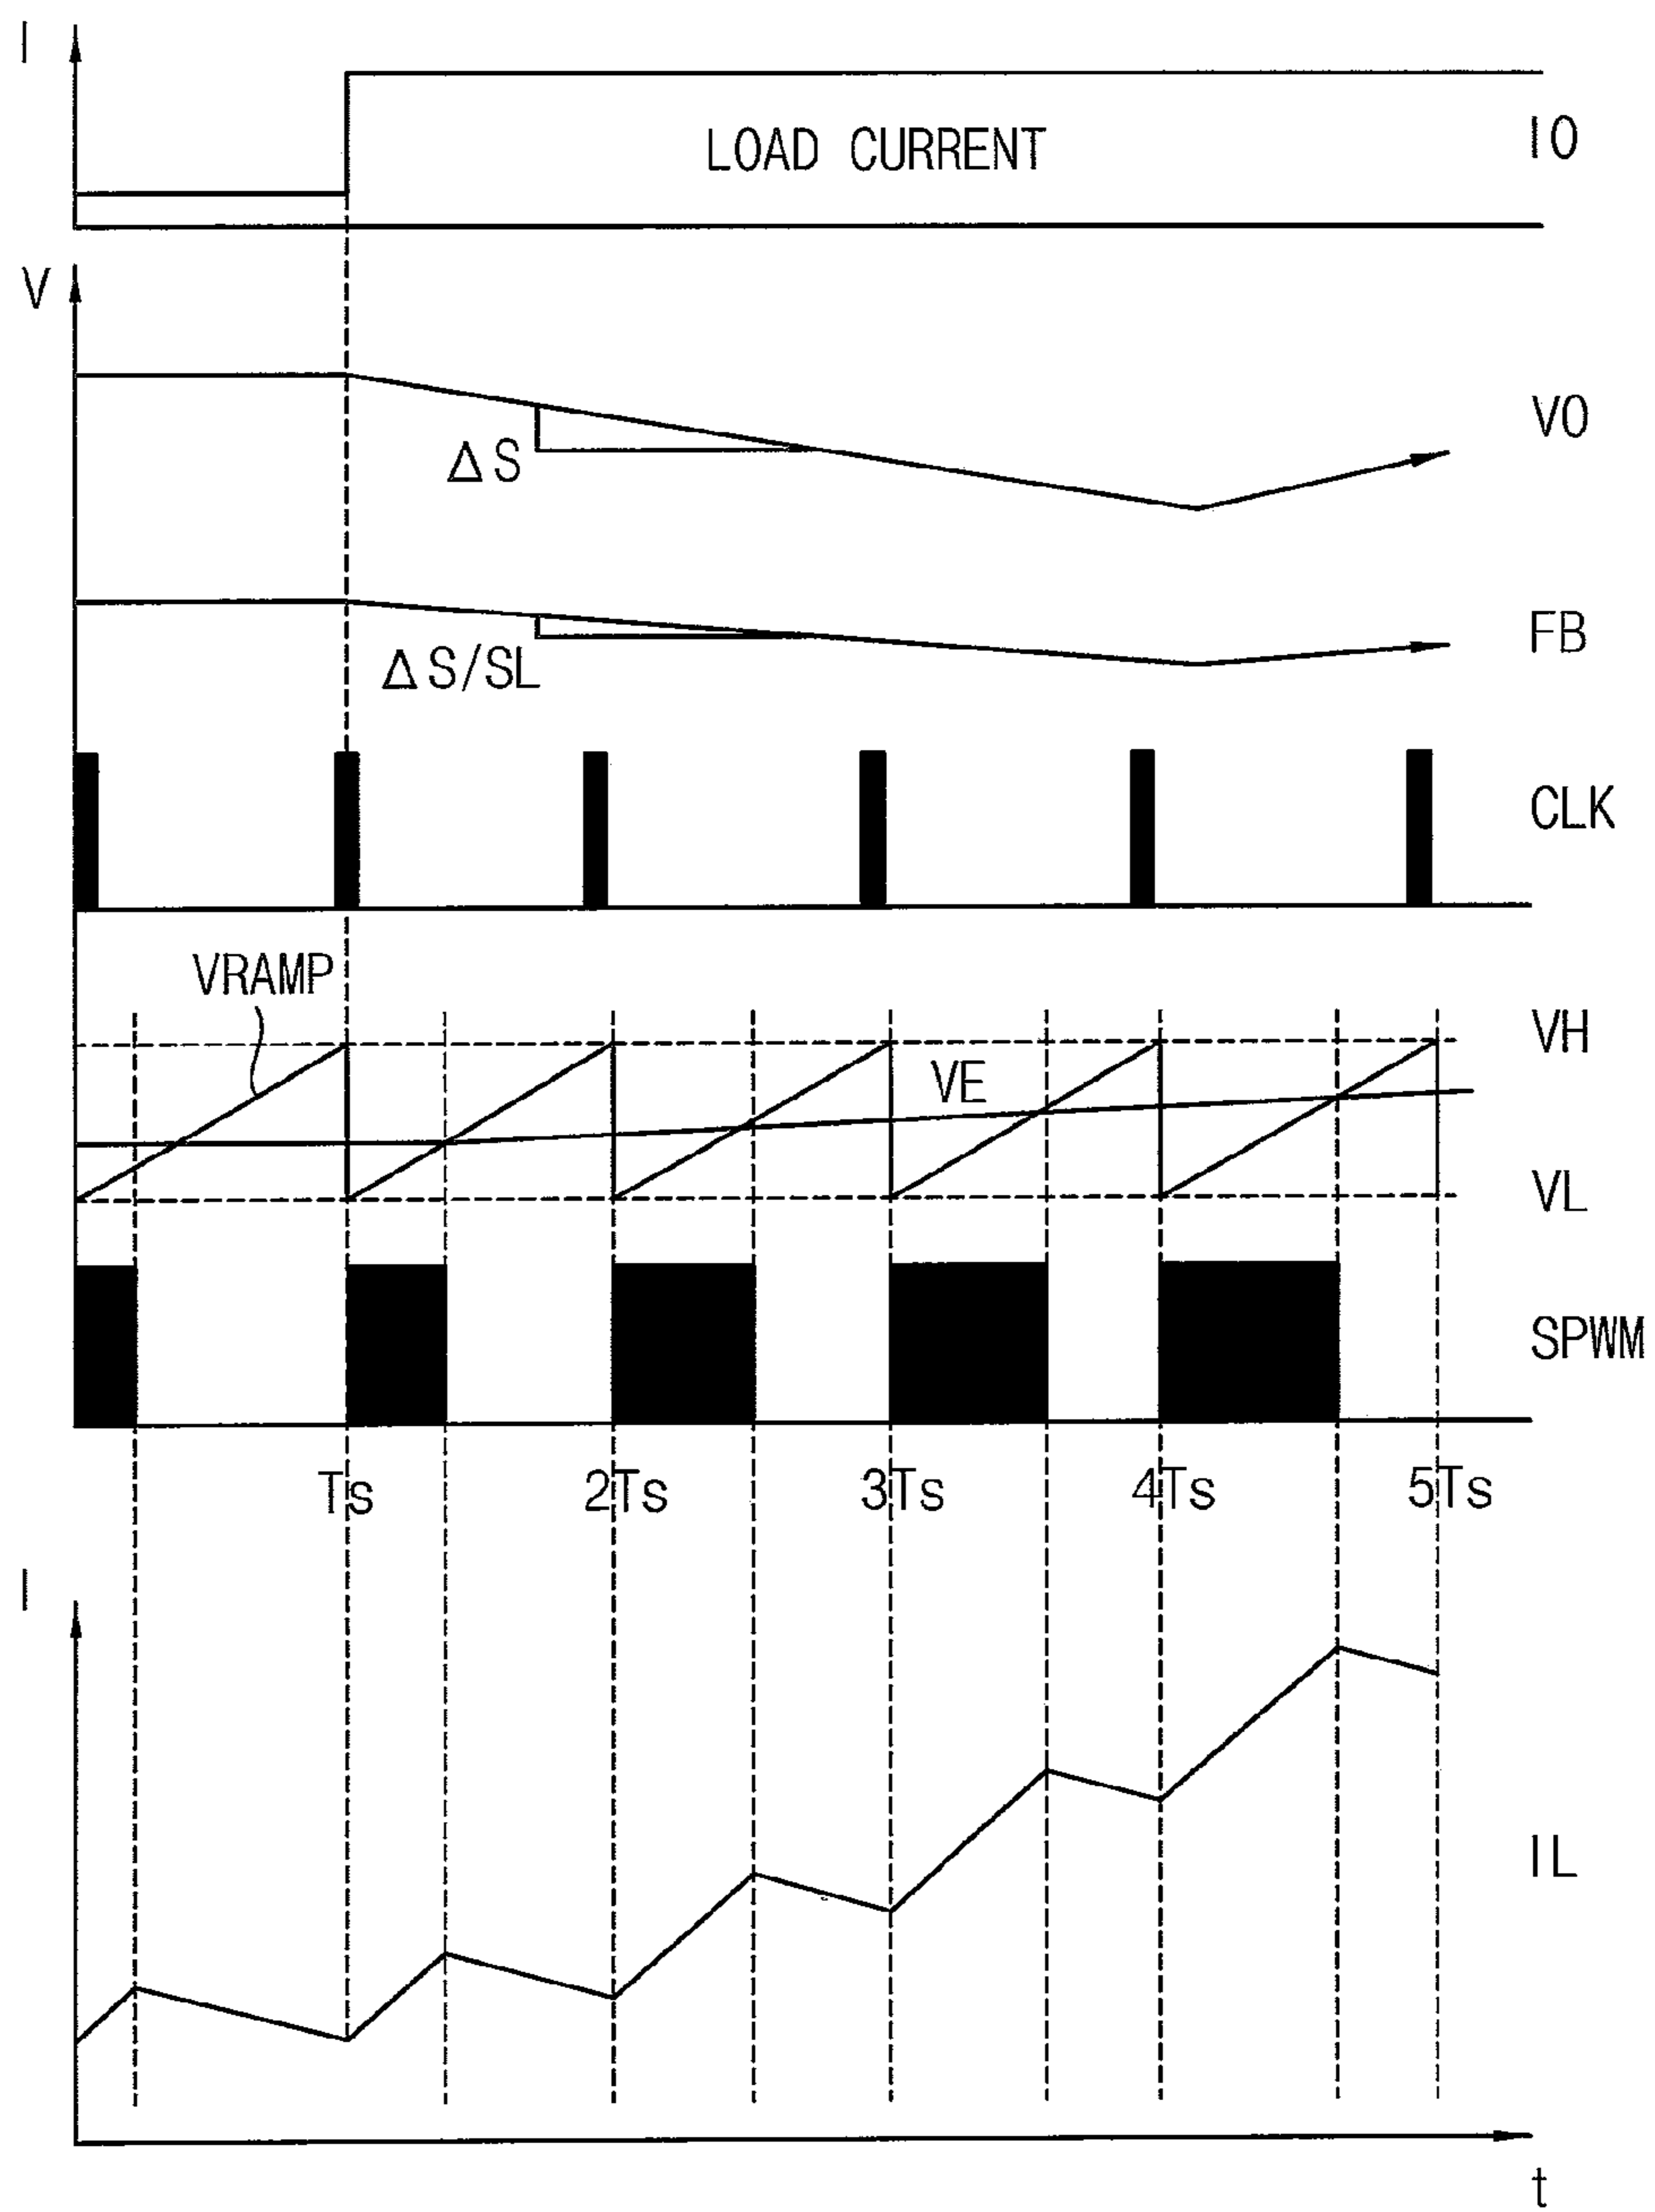 I
LOAD CURRENT
IO
V
VO
ΔS
FB
ΔS/SL
CLK
VRAMP
VH
VE
VL
SPWM
Ts 2Ts 3Ts 4Ts 5Ts
I
IL
t